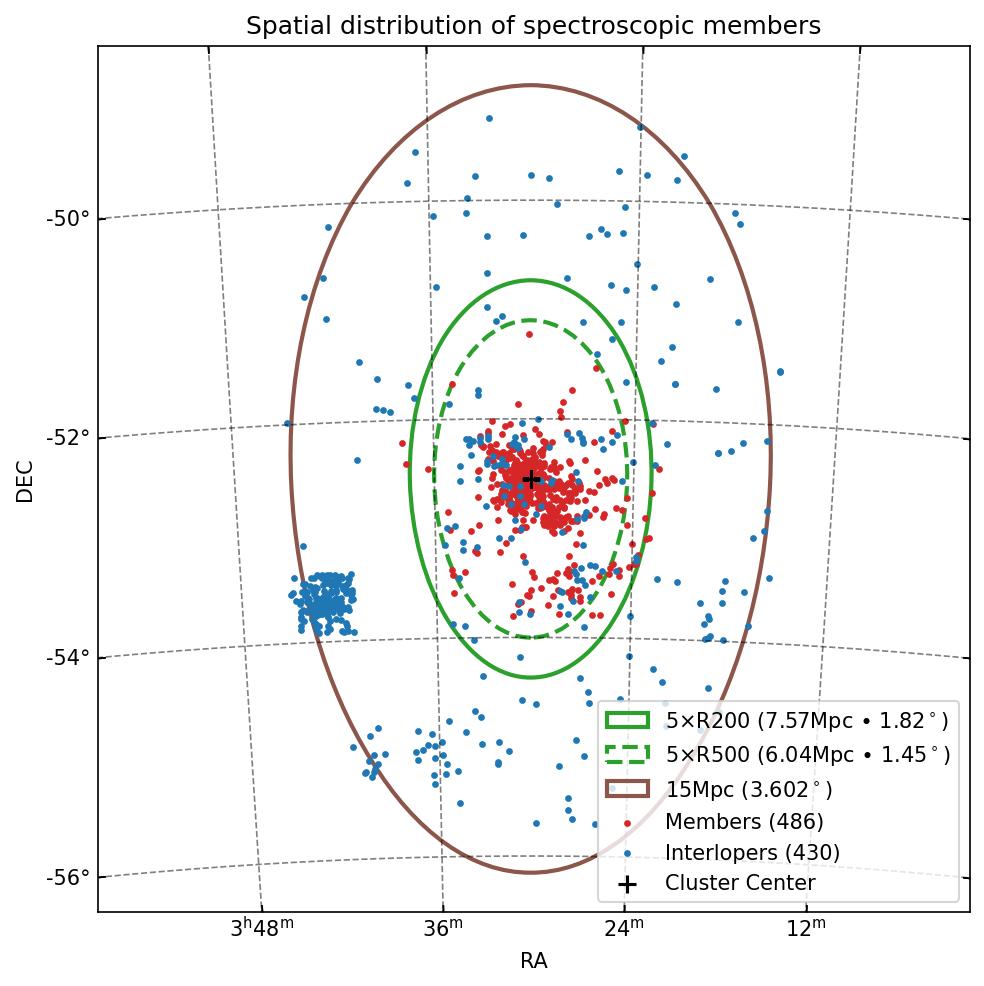 Spatial distribution of spectroscopic members
-50°
-52°
-54°
-56°
DEC
5×R200 (7.57Mpc • 1.82°)
5×R500 (6.04Mpc • 1.45°)
15Mpc (3.602°)
Members (486)
Interlopers (430)
Cluster Center
3ʰ48ᵐ 36ᵐ 24ᵐ 12ᵐ
RA